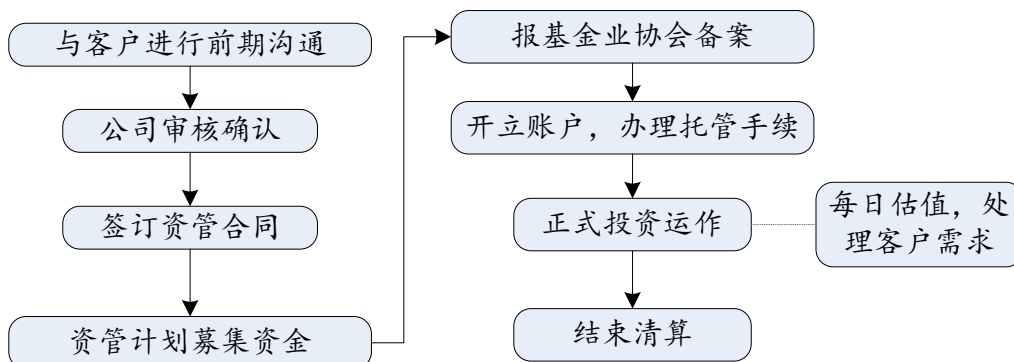 与客户进行前期沟通
公司审核确认
签订资管合同
资管计划募集资金
报基金业协会备案
开立账户，办理托管手续
正式投资运作
每日估值，处
理客户需求
结束清算